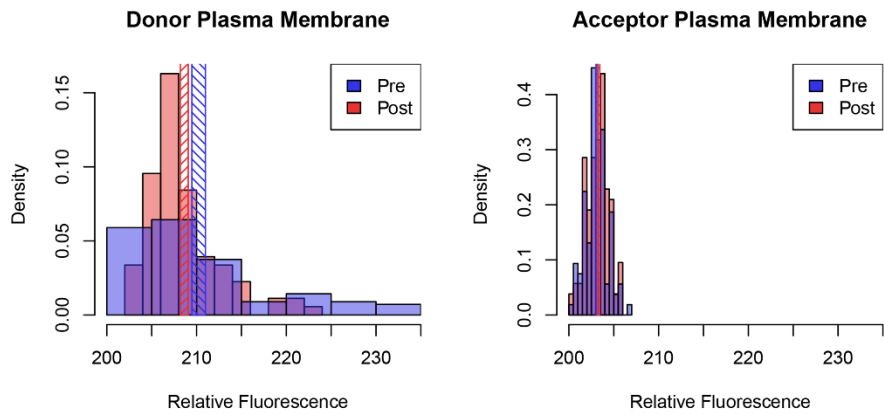 Donor Plasma Membrane
Pre
Post
Density
0.00
0.05
0.10
0.15
200 210 220 230
Relative Fluorescence
Acceptor Plasma Membrane
Pre
Post
Density
0.0
0.1
0.2
0.3
0.4
200 210 220 230
Relative Fluorescence